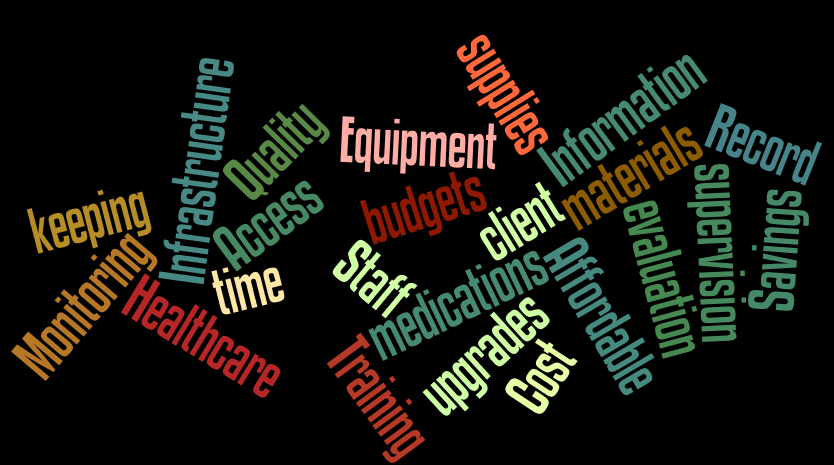 supplies
Information
Infrastructure
Quality
Equipment
Record
materials
keeping
Access
budgets
client
supervision
Savings
evaluation
Monitoring
time
Staff
medications
Affordable
Healthcare
upgrades
Cost
Training